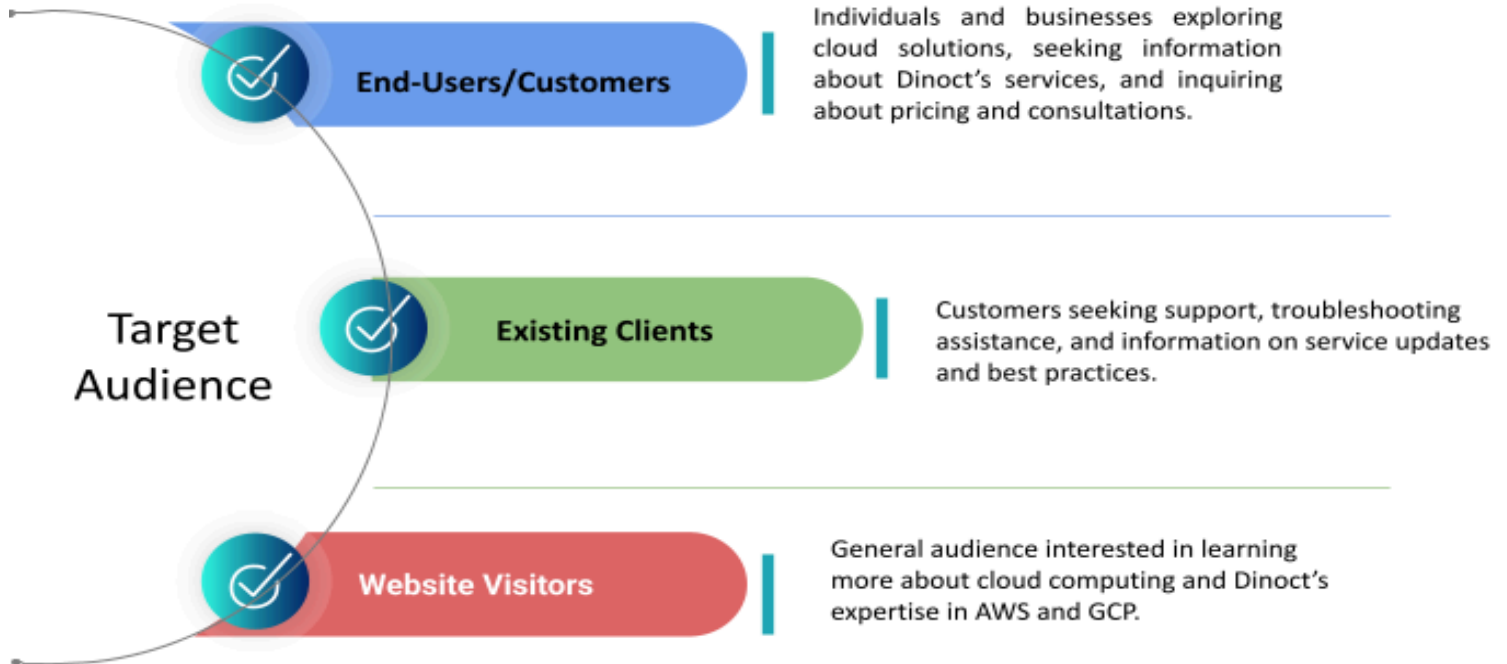 Individuals and businesses exploring
cloud solutions, seeking information
about Dinoct’s services, and inquiring
about pricing and consultations.
End-Users/Customers
Target
Audience
Existing Clients
Customers seeking support, troubleshooting
assistance, and information on service updates
and best practices.
Website Visitors
General audience interested in learning
more about cloud computing and Dinoct’s
expertise in AWS and GCP.